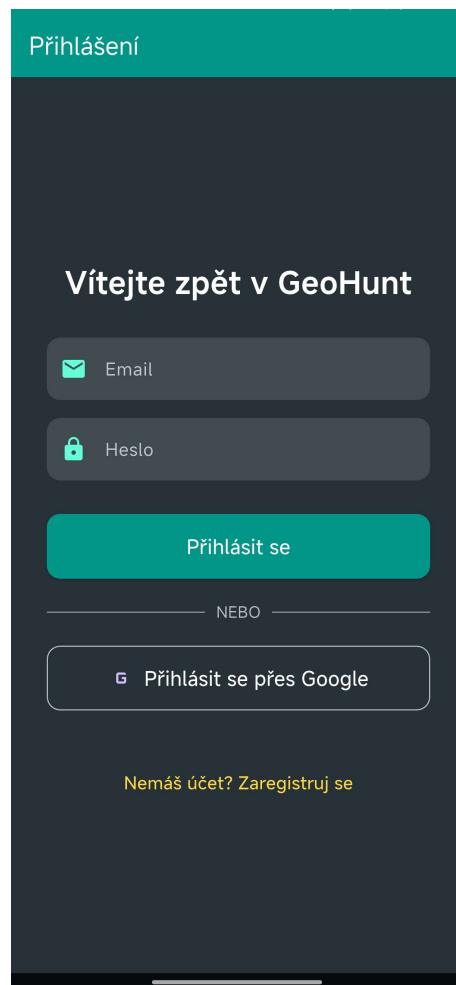 Přihlášení
Vítejte zpět v GeoHunt
Email
Heslo
Přihlásit se
NEBO
G Přihlásit se přes Google
Nemáš účet? Zaregistruj se